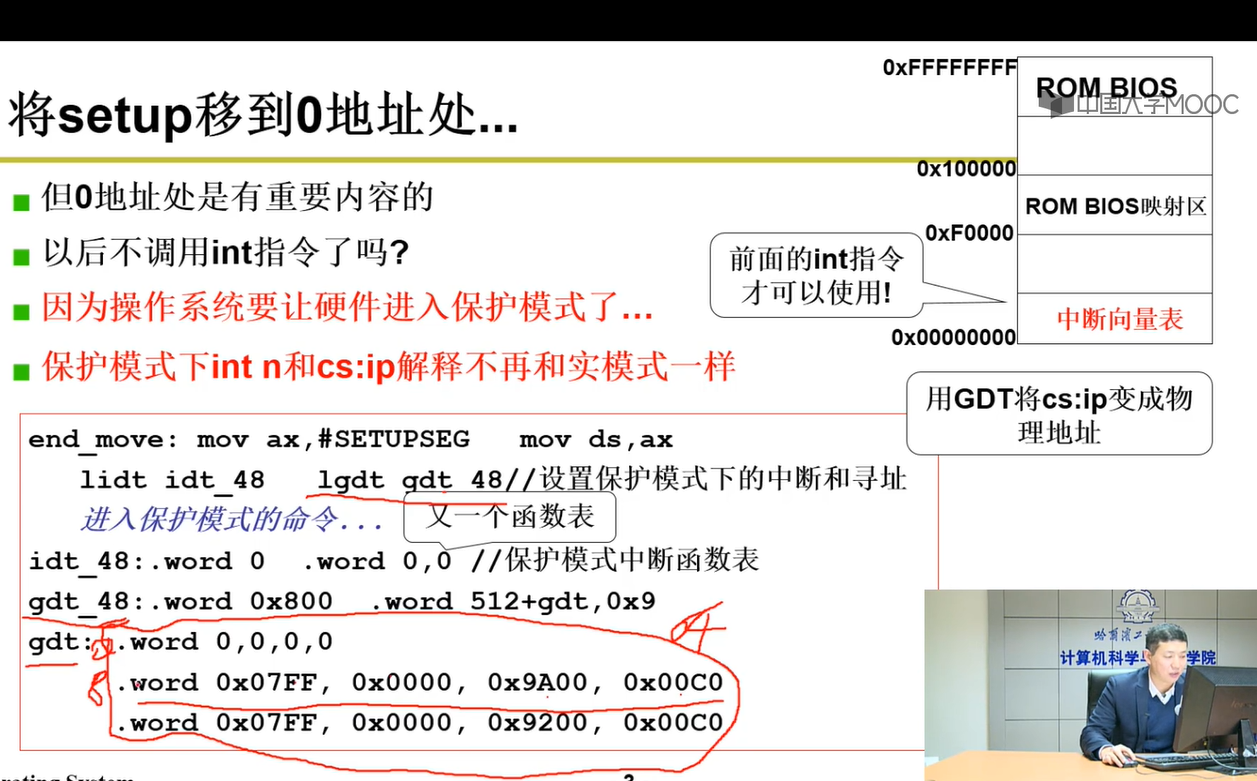 将setup移到0地址处...
但0地址处是有重要内容的
以后不调用int指令了吗?
因为操作系统要让硬件进入保护模式了...
保护模式下int n和cs:ip解释不再和实模式一样
0xFFFFFFFF
ROM BIOS
中国大学MOOC
0x100000
ROM BIOS映射区
0xF0000
前面的int指令
才可以使用!
中断向量表
0x00000000
用GDT将cs:ip变成物
理地址
end_move: mov ax,#SETUPSEG mov ds,ax
lidt idt_48 lgdt gdt_48//设置保护模式下的中断和寻址
进入保护模式的命令...
又一个函数表
idt_48:.word 0 .word 0,0 //保护模式中断函数表
gdt_48:.word 0x800 .word 512+gdt,0x9
gdt: .word 0,0,0,0
.word 0x07FF, 0x0000, 0x9A00, 0x00C0
.word 0x07FF, 0x0000, 0x9200, 0x00C0
0
8
计算机科学与 学院
System